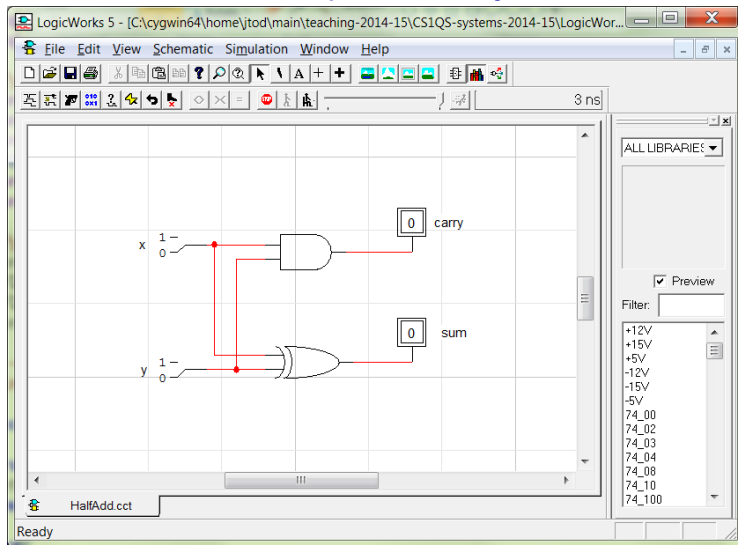 LogicWorks 5 - [C:\cygwin64\home\jtod\main\teaching-2014-15\CS1QS-systems-2014-15\LogicWor...
File Edit View Schematic Simulation Window Help
3 ns
ALL LIBRARIES
Preview
Filter:
+12V
+15V
+5V
-12V
-15V
-5V
74_00
74_02
74_03
74_04
74_08
74_10
74_100
0 carry
x 1 0
0 sum
y 1 0
HalfAdd.cct
Ready